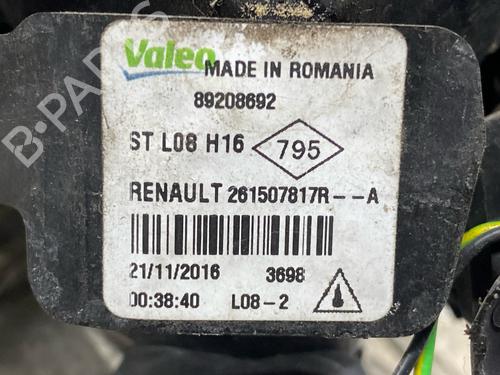 Valeo MADE IN ROMANIA
89208692
ST L08 H16 795
RENAULT 261507817R--A
21/11/2016 3698
00:38:40 L08-2
B-PARTS